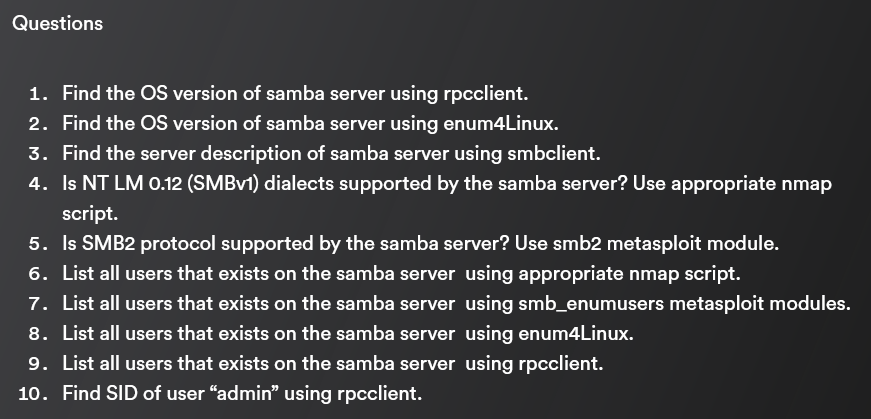 Questions
1. Find the OS version of samba server using rpcclient.
2. Find the OS version of samba server using enum4Linux.
3. Find the server description of samba server using smbclient.
4. Is NT LM 0.12 (SMBv1) dialects supported by the samba server? Use appropriate nmap
script.
5. Is SMB2 protocol supported by the samba server? Use smb2 metasploit module.
6. List all users that exists on the samba server  using appropriate nmap script.
7. List all users that exists on the samba server  using smb_enumusers metasploit modules.
8. List all users that exists on the samba server  using enum4Linux.
9. List all users that exists on the samba server  using rpcclient.
10. Find SID of user “admin” using rpcclient.